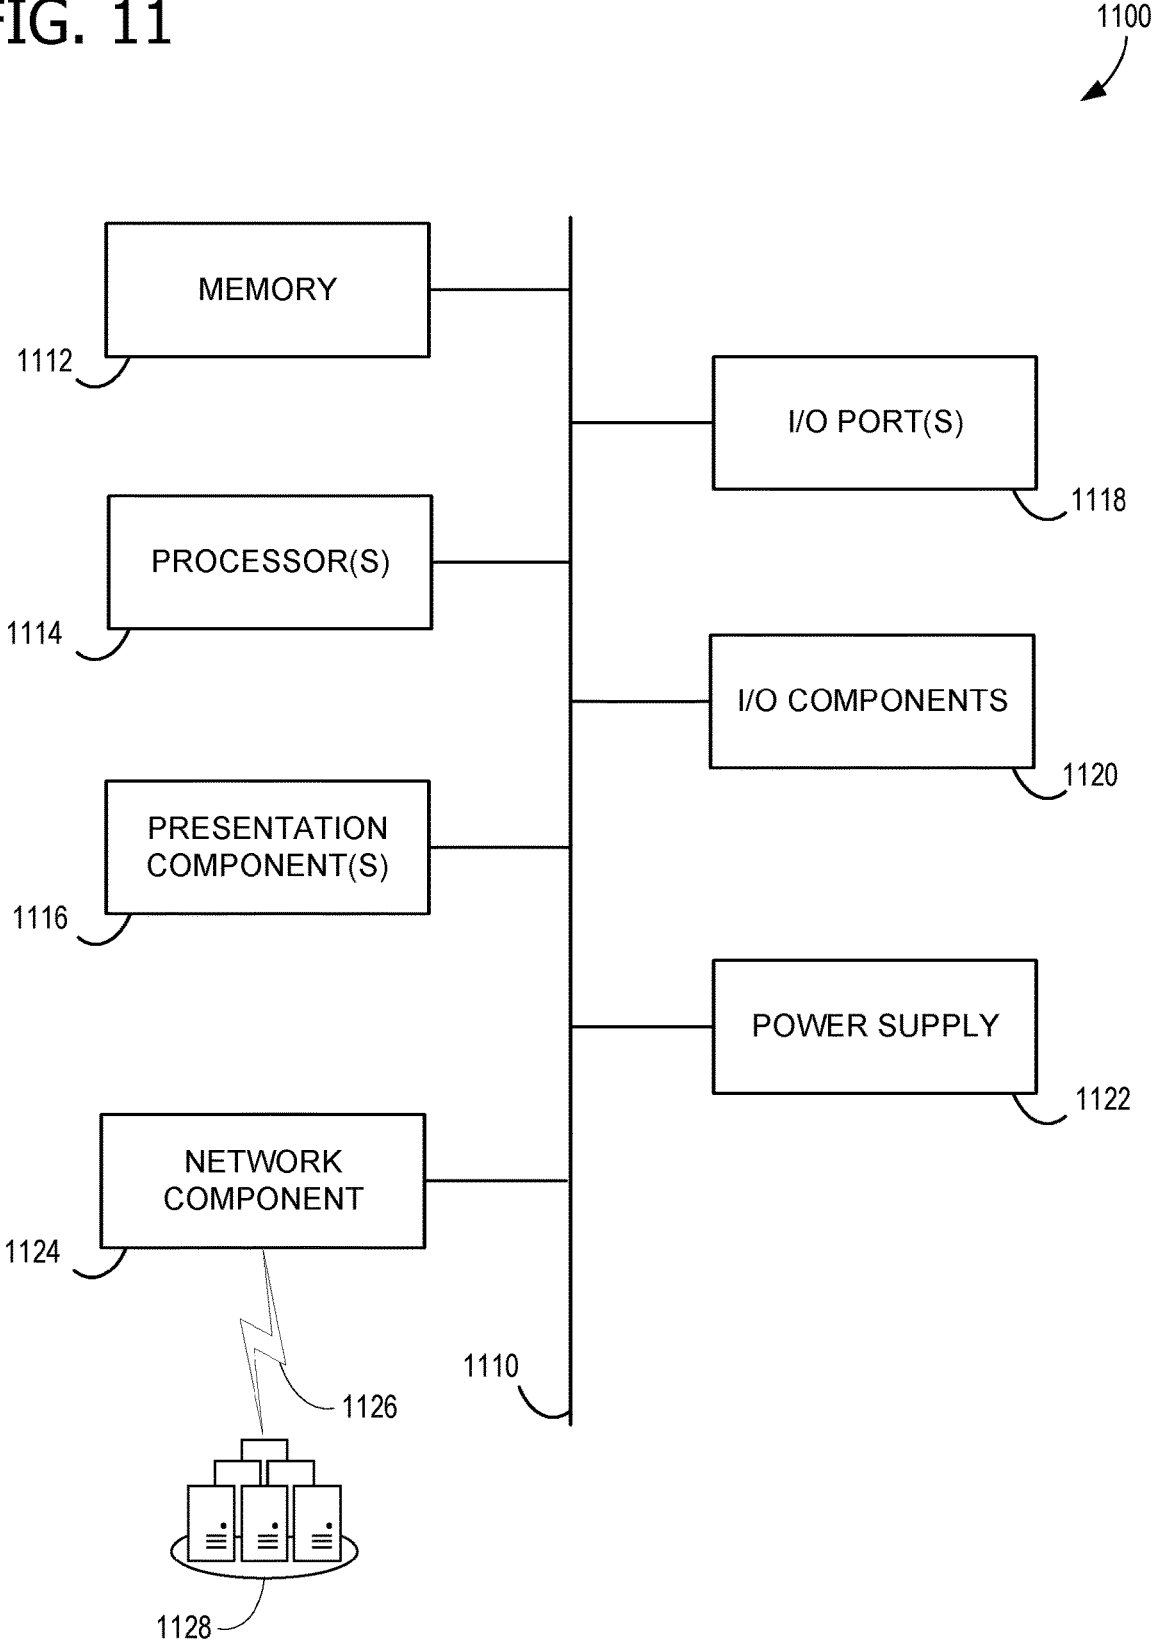 FIG. 11
1100
MEMORY
1112
I/O PORT(S)
1118
PROCESSOR(S)
1114
I/O COMPONENTS
1120
PRESENTATION
COMPONENT(S)
1116
POWER SUPPLY
1122
NETWORK
COMPONENT
1124
1110
1126
1128